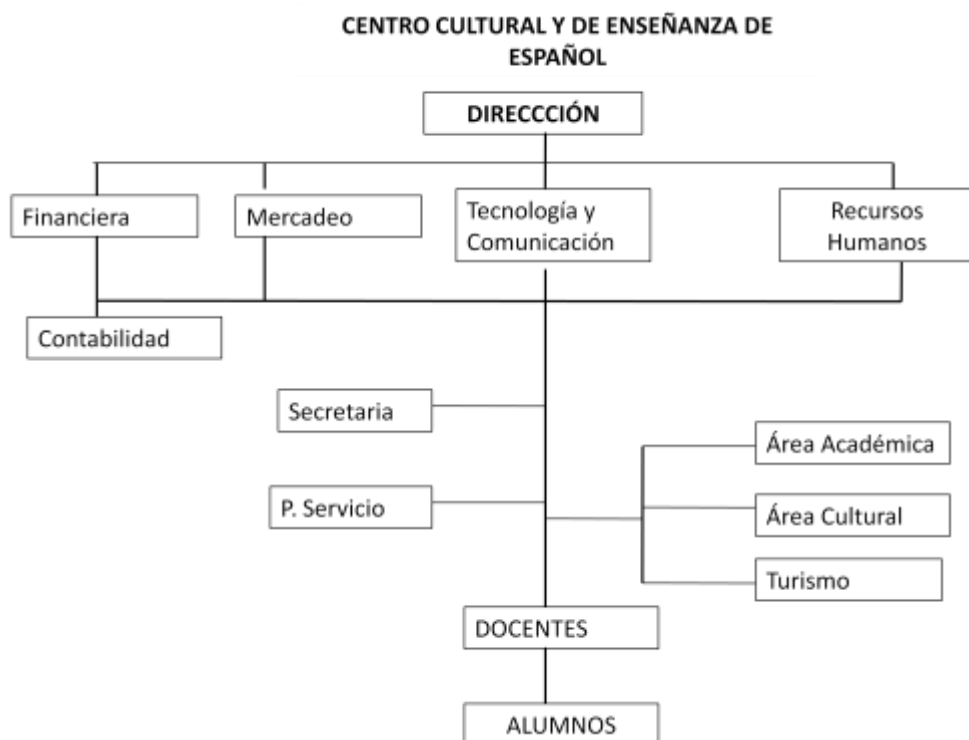 CENTRO CULTURAL Y DE ENSEÑANZA DE
ESPAÑOL
DIRECCCIÓN
Financiera
Mercadeo
Tecnología y
Comunicación
Recursos
Humanos
Contabilidad
Secretaria
Área Académica
P. Servicio
Área Cultural
Turismo
DOCENTES
ALUMNOS